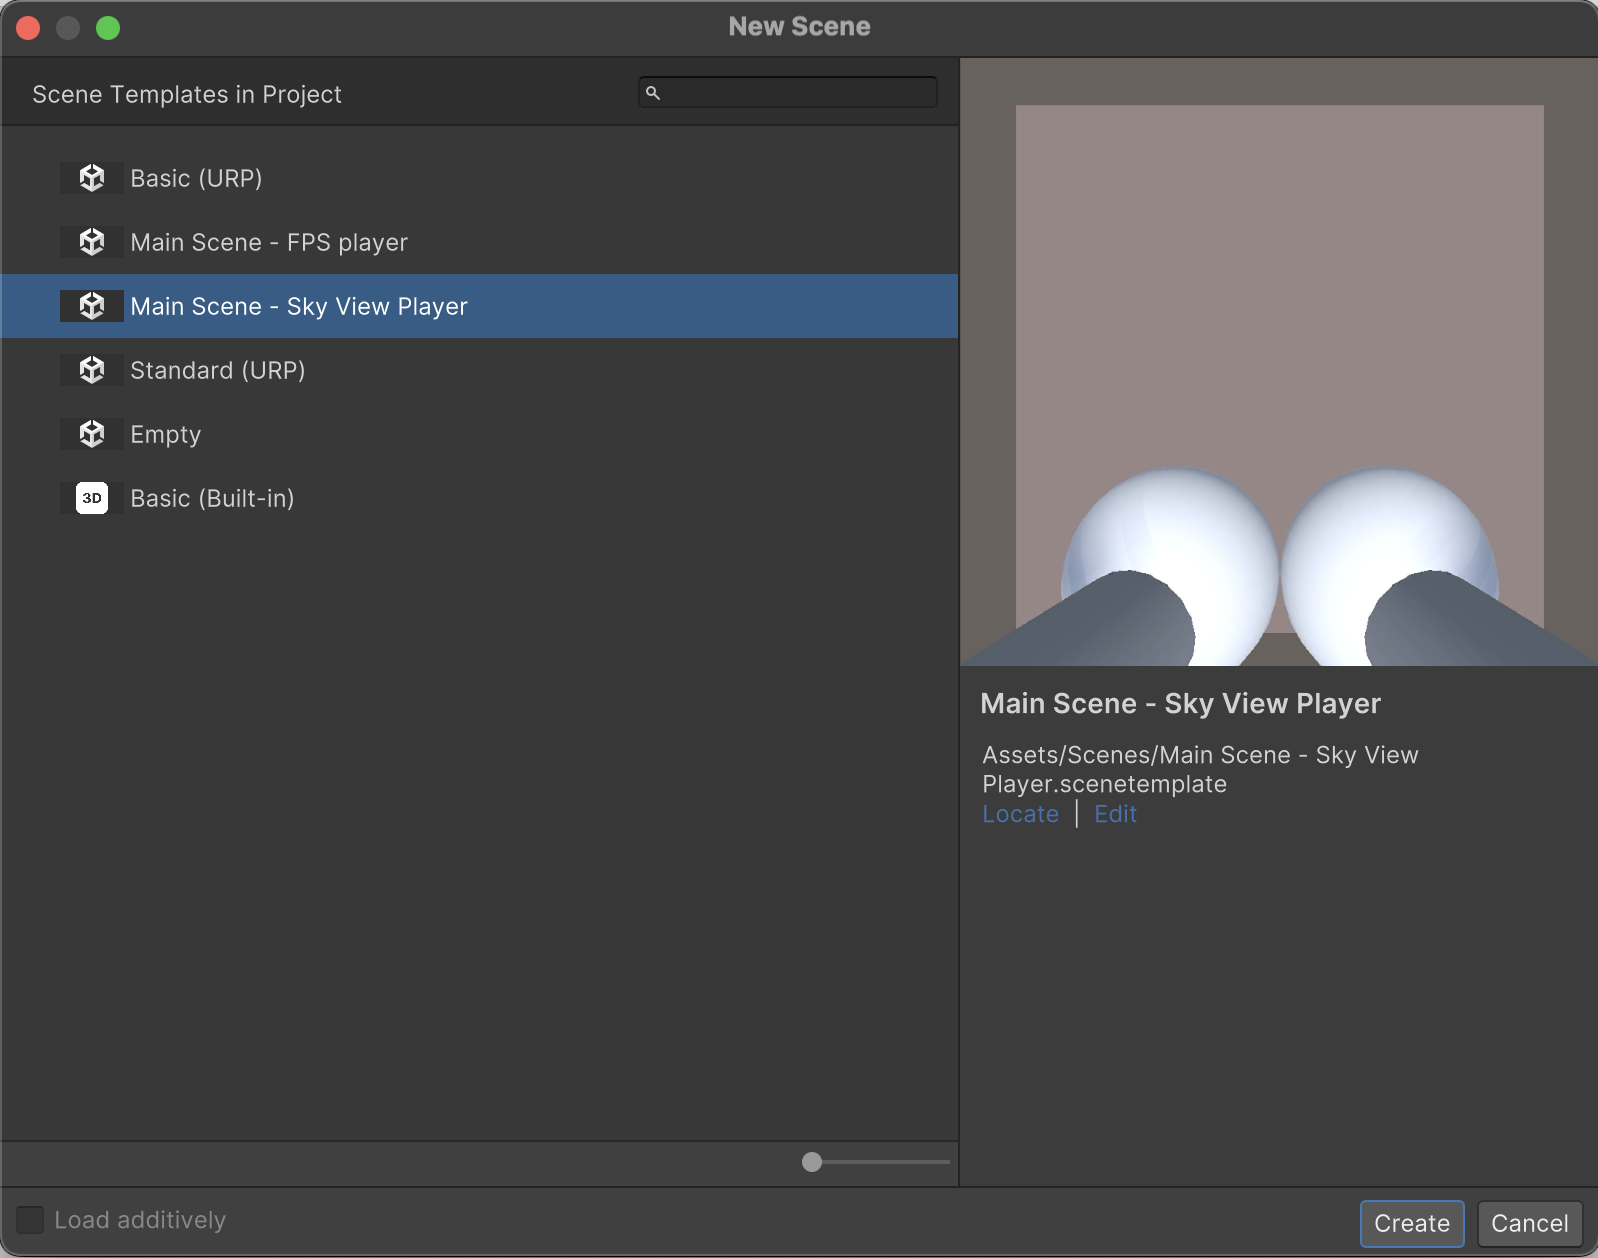 New Scene
Scene Templates in Project
Basic (URP)
Main Scene - FPS player
Main Scene - Sky View Player
Standard (URP)
Empty
3D Basic (Built-in)
Main Scene - Sky View Player
Assets/Scenes/Main Scene - Sky View
Player.scenetemplate
Locate | Edit
Load additively
Create
Cancel